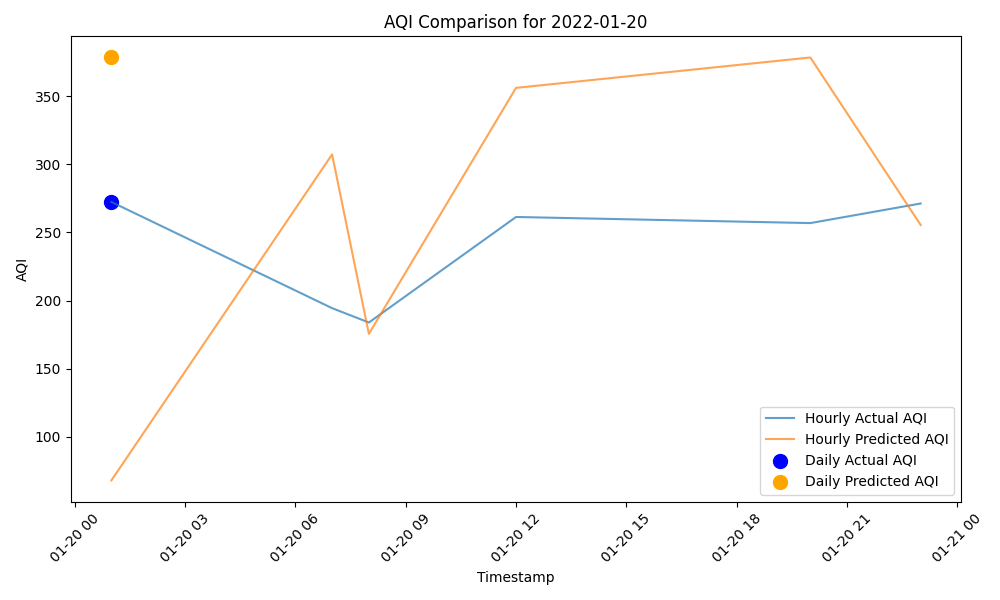 AQI Comparison for 2022-01-20
AQI
350
300
250
200
150
100
Hourly Actual AQI
Hourly Predicted AQI
Daily Actual AQI
Daily Predicted AQI
01-20 00
01-20 03
01-20 06
01-20 09
01-20 12
01-20 15
01-20 18
01-20 21
01-21 00
Timestamp